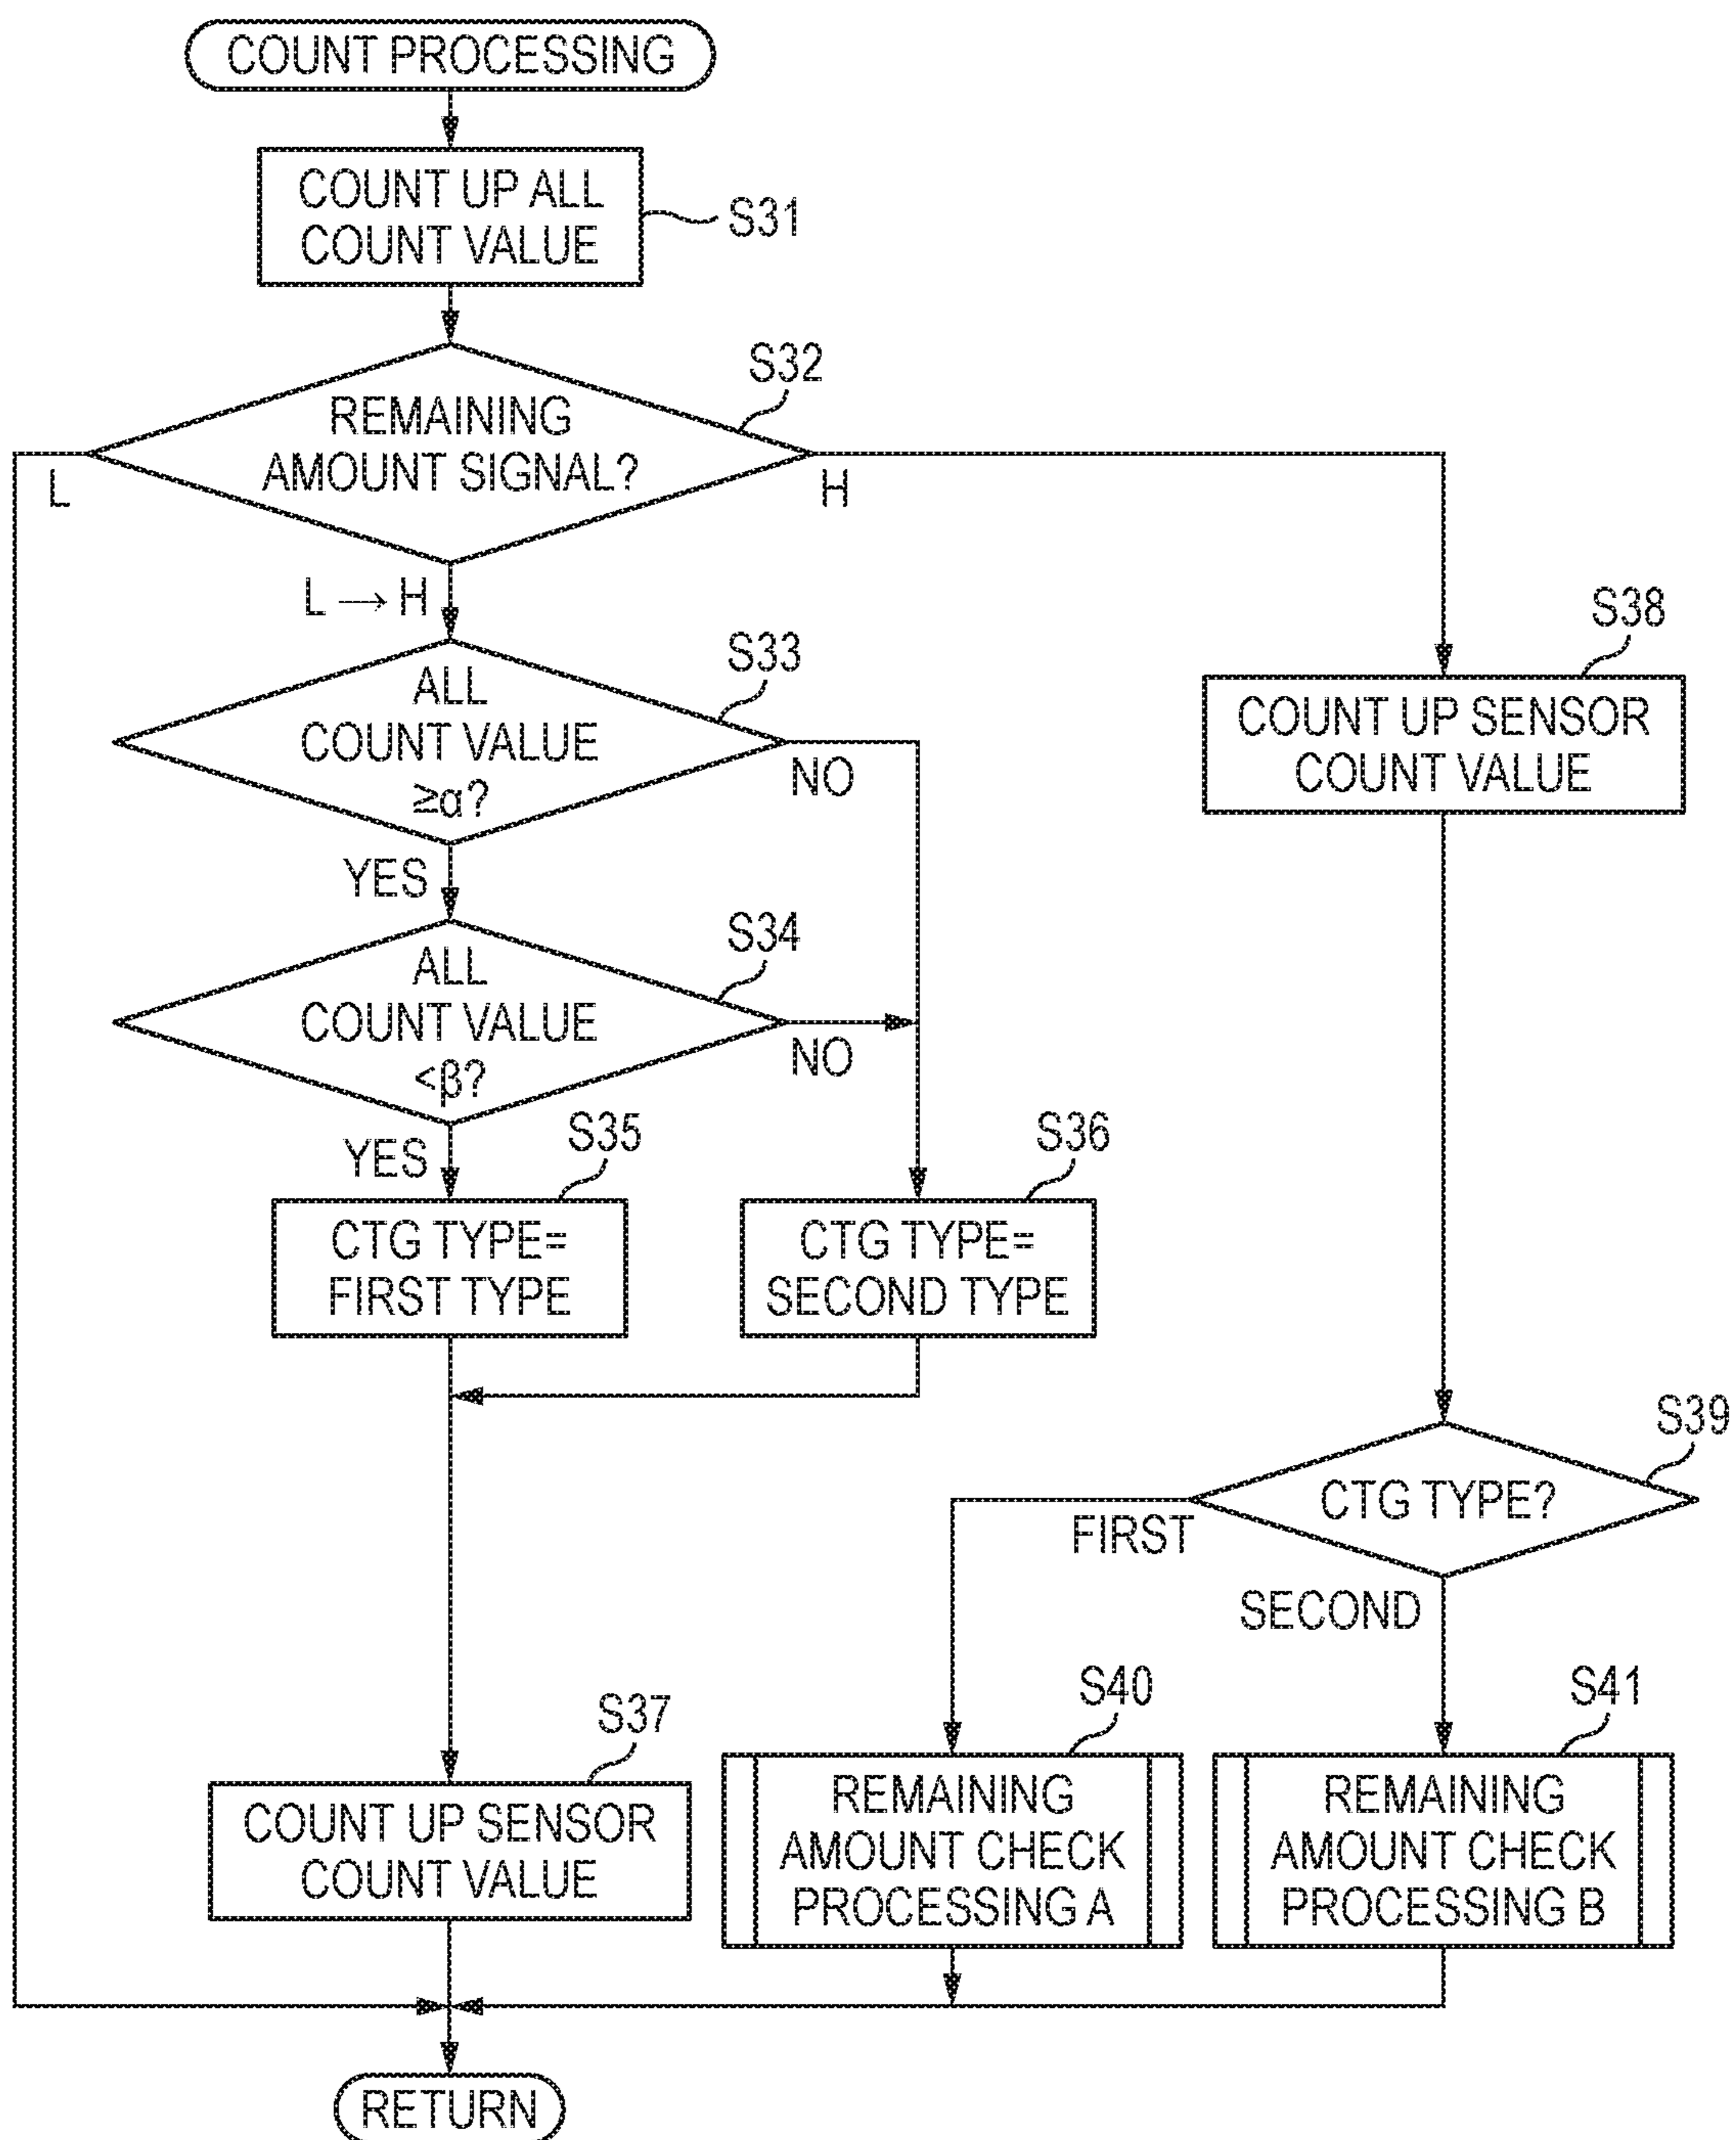 COUNT PROCESSING
COUNT UP ALL
COUNT VALUE
S31
S32
REMAINING
AMOUNT SIGNAL?
L
H
L → H
S33
ALL
COUNT VALUE
≥α?
NO
YES
S38
COUNT UP SENSOR
COUNT VALUE
S34
ALL
COUNT VALUE
<β?
NO
YES
S35
CTG TYPE=
FIRST TYPE
S36
CTG TYPE=
SECOND TYPE
S39
CTG TYPE?
FIRST
SECOND
S37
COUNT UP SENSOR
COUNT VALUE
S40
REMAINING
AMOUNT CHECK
PROCESSING A
S41
REMAINING
AMOUNT CHECK
PROCESSING B
RETURN